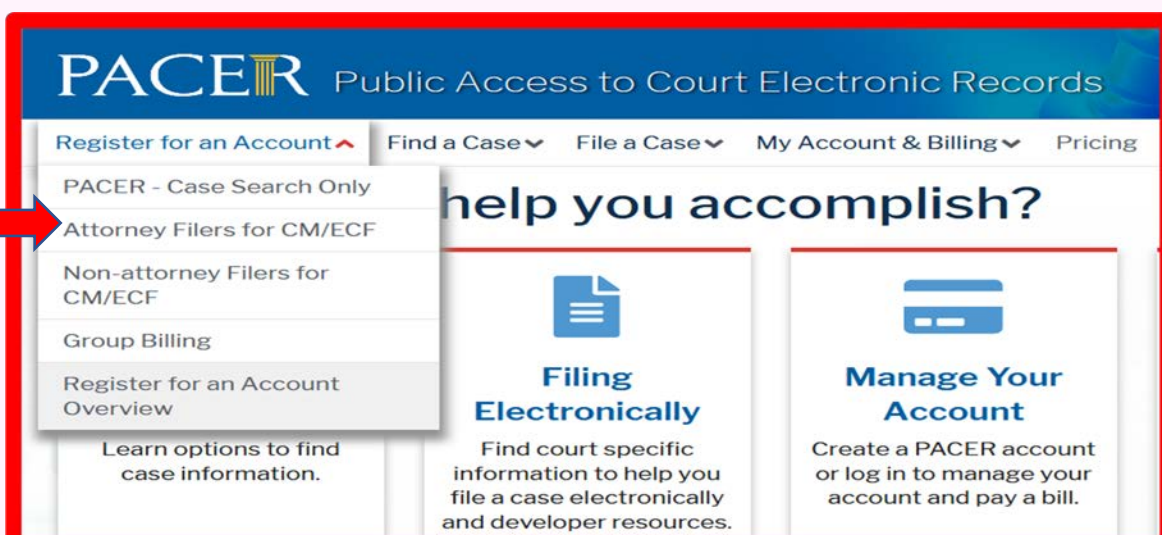 PACER Public Access to Court Electronic Records
Register for an Account Find a Case File a Case My Account & Billing Pricing
PACER - Case Search Only
Attorney Filers for CM/ECF
Non-attorney Filers for
CM/ECF
Group Billing
Register for an Account
Overview
help you accomplish?
Learn options to find
case information.
Filing
Electronically
Find court specific
information to help you
file a case electronically
and developer resources.
Manage Your
Account
Create a PACER account
or log in to manage your
account and pay a bill.